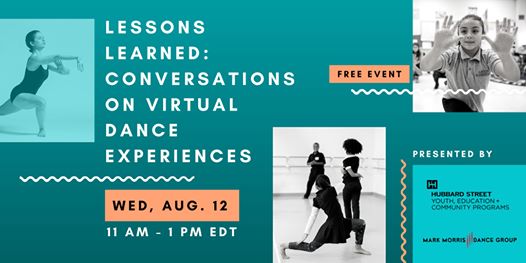 LESSONS
LEARNED:
CONVERSATIONS
ON VIRTUAL
DANCE
EXPERIENCES
WED, AUG. 12
11 AM - 1 PM EDT
FREE EVENT
PRESENTED BY
HUBBARD STREET
YOUTH, EDUCATION +
COMMUNITY PROGRAMS
MARK MORRIS DANCE GROUP